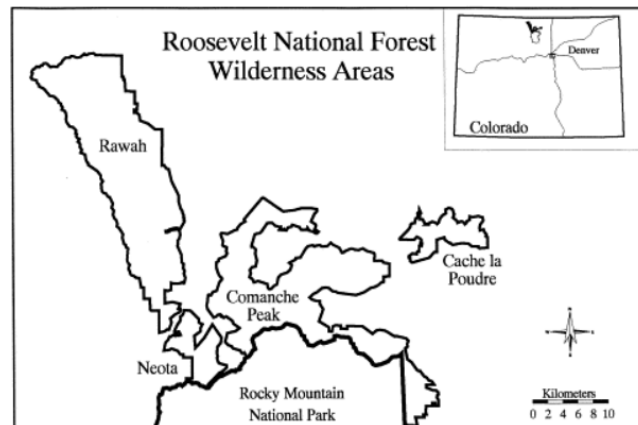 Roosevelt National Forest
Wilderness Areas
Denver
Colorado
Rawah
Cache la
Poudre
Comanche
Peak
Neota
Rocky Mountain
National Park
Kilometers
0 2 4 6 8 10